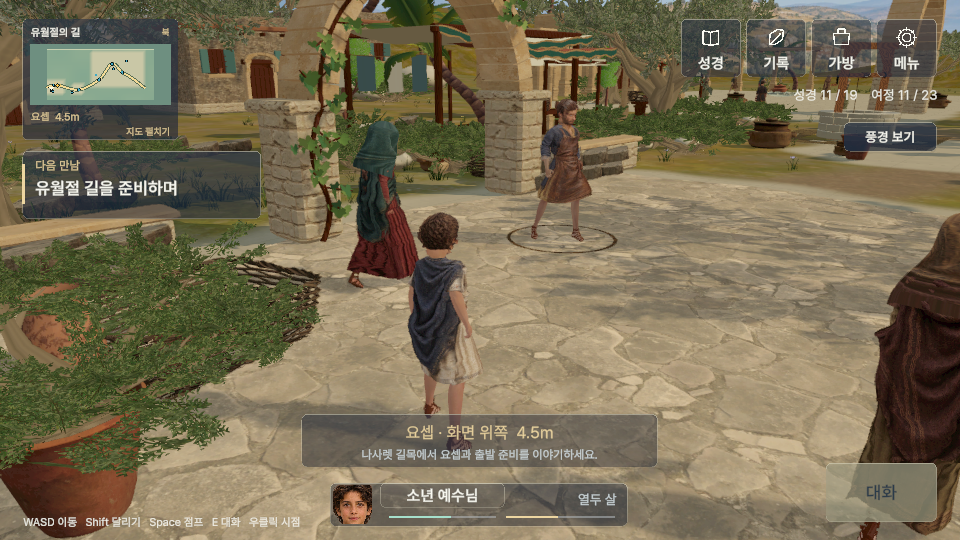 유월절의 길 북
요셉 4.5m
지도 펼치기
다음 만남
유월절 길을 준비하며
성경 기록 가방 메뉴
성경 11 / 19 여정 11 / 23
풍경 보기
요셉 · 화면 위쪽 4.5m
나사렛 길목에서 요셉과 출발 준비를 이야기하세요.
소년 예수님 열두 살
대화
WASD 이동 Shift 달리기 Space 점프 E 대화 우클릭 시점